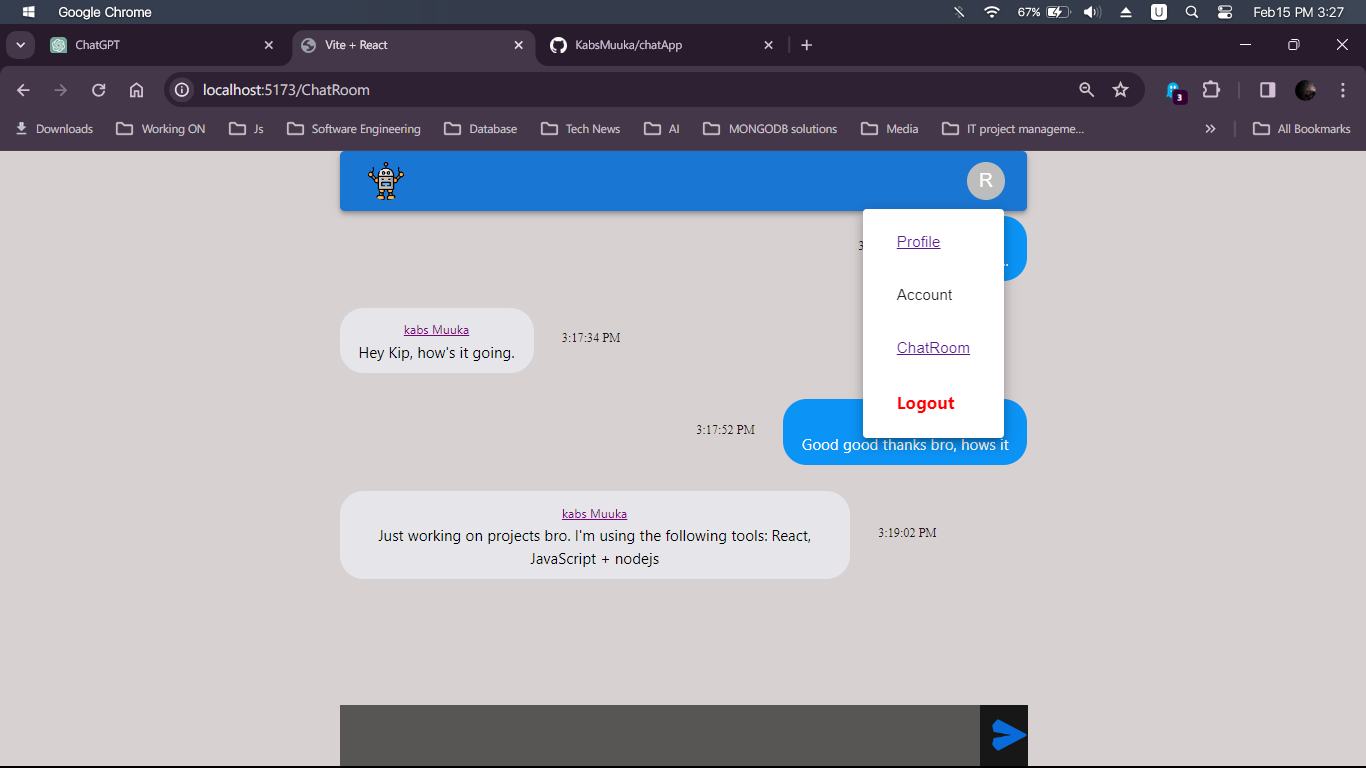 Google Chrome
67%
U
Feb15 PM 3:27
ChatGPT
Vite + React
KabsMuuka/chatApp
localhost:5173/ChatRoom
3
Downloads
Working ON
Js
Software Engineering
Database
Tech News
AI
MONGODB solutions
Media
IT project manageme...
All Bookmarks
R
Profile
Account
ChatRoom
Logout
kabs Muuka
Hey Kip, how's it going.
3:17:34 PM
3:17:52 PM
Good good thanks bro, hows it
kabs Muuka
Just working on projects bro. I'm using the following tools: React,
JavaScript + nodejs
3:19:02 PM